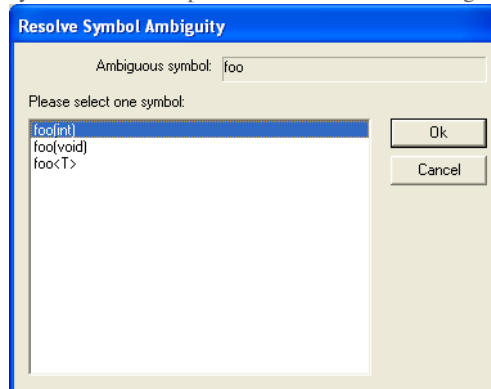 Resolve Symbol Ambiguity
Ambiguous symbol: foo
Please select one symbol:
foo(int)
foo(void)
foo<T>
Ok
Cancel